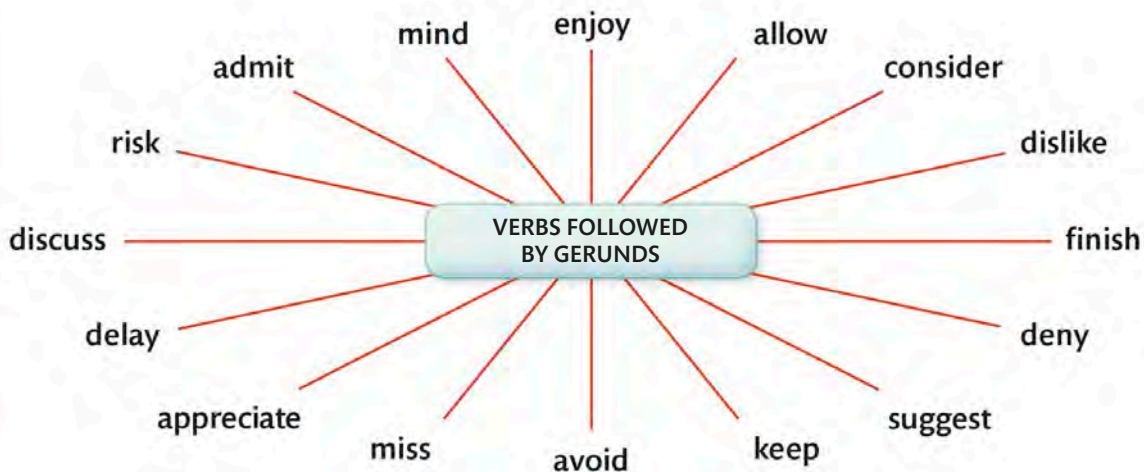 enjoy
mind
allow
admit
consider
risk
dislike
VERBS FOLLOWED
BY GERUNDS
discuss
finish
delay
deny
appreciate
suggest
miss
keep
avoid